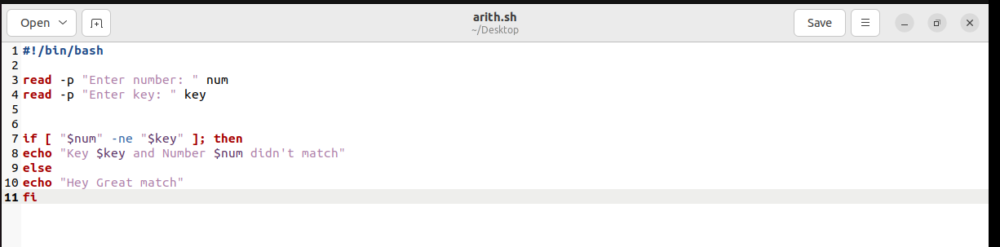 Open
arith.sh
~/Desktop
Save
1 #!/bin/bash
2
3 read -p "Enter number: " num
4 read -p "Enter key: " key
5
6
7 if [ "$num" -ne "$key" ]; then
8 echo "Key $key and Number $num didn't match"
9 else
10 echo "Hey Great match"
11 fi